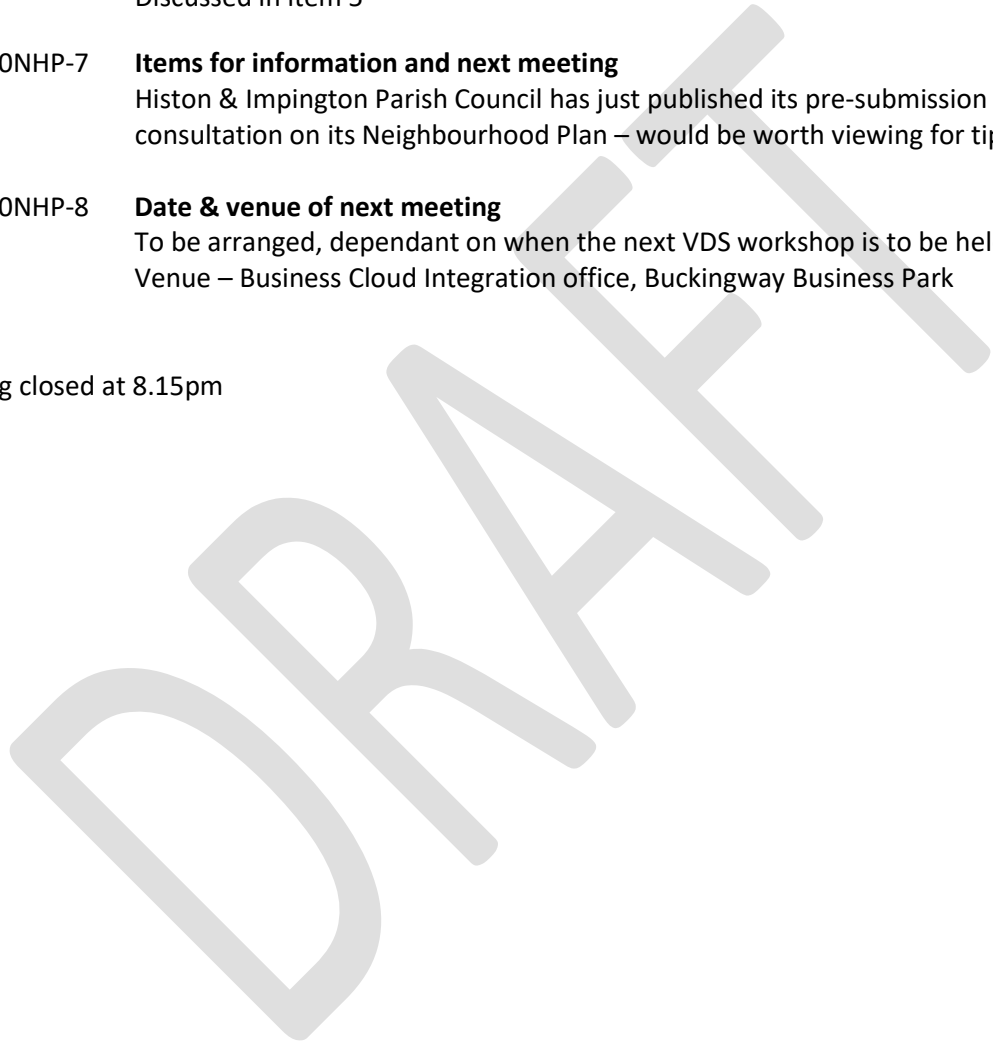 Discussed in item 5
0NHP-7 Items for information and next meeting
Histon & Impington Parish Council has just published its pre-submission
consultation on its Neighbourhood Plan – would be worth viewing for tip
0NHP-8 Date & venue of next meeting
To be arranged, dependant on when the next VDS workshop is to be hel
Venue – Business Cloud Integration office, Buckingway Business Park
g closed at 8.15pm
DRAFT